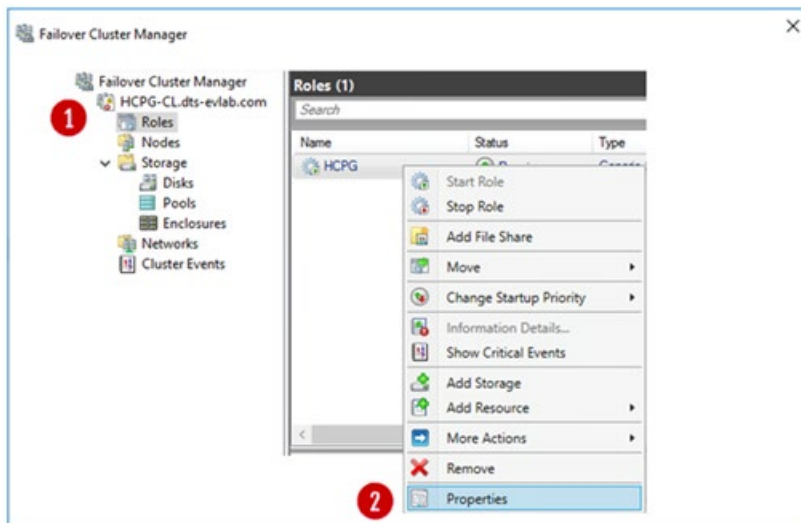 Failover Cluster Manager
Failover Cluster Manager
HCPG-CL.dts-evlab.com
1
Roles
Nodes
Storage
Disks
Pools
Enclosures
Networks
Cluster Events
Roles (1)
Search
Name Status Type
HCPG
Start Role
Stop Role
Add File Share
Move
Change Startup Priority
Information Details...
Show Critical Events
Add Storage
Add Resource
More Actions
Remove
2
Properties